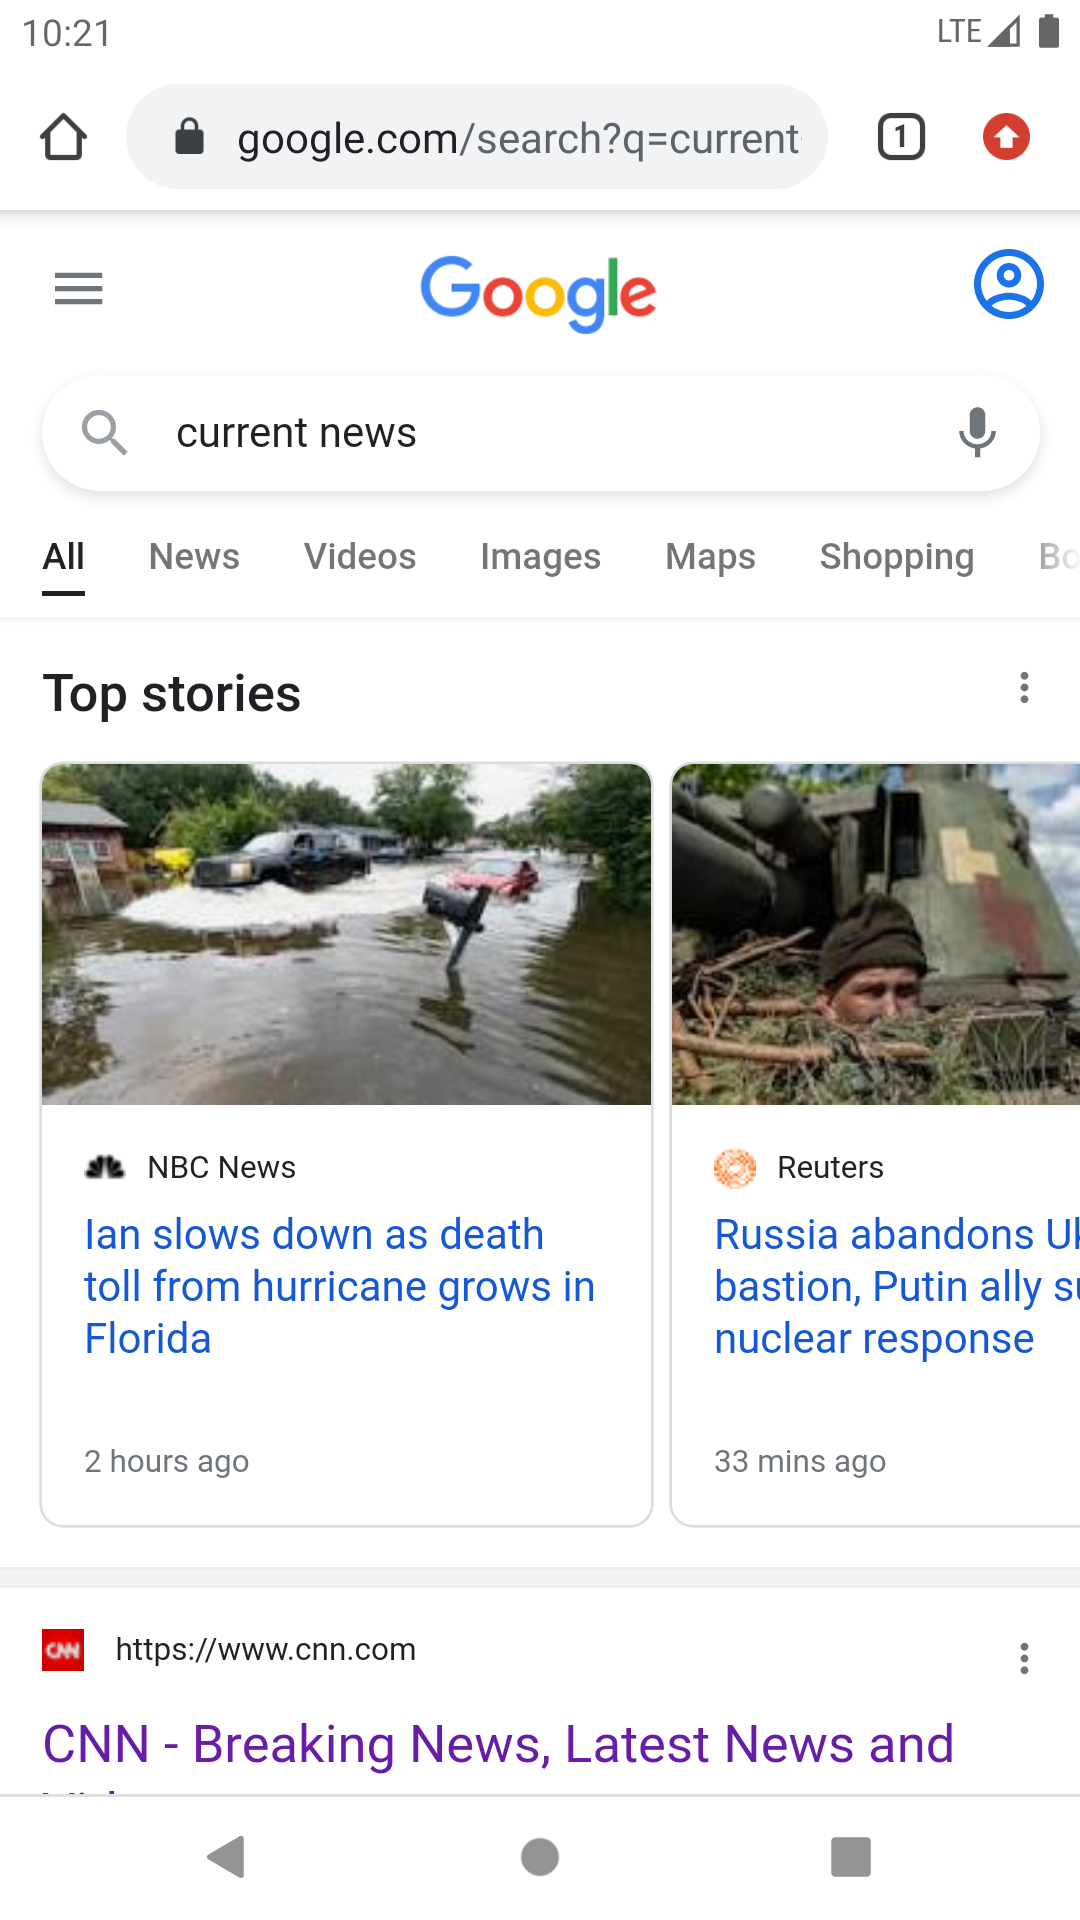 10:21
LTE
google.com/search?q=current
1
Google
current news
All News Videos Images Maps Shopping Bo
Top stories
NBC News
Ian slows down as death
toll from hurricane grows in
Florida
2 hours ago
Reuters
Russia abandons
bastion, Putin ally
nuclear response
33 mins ago
CNN
https://www.cnn.com
CNN - Breaking News, Latest News and